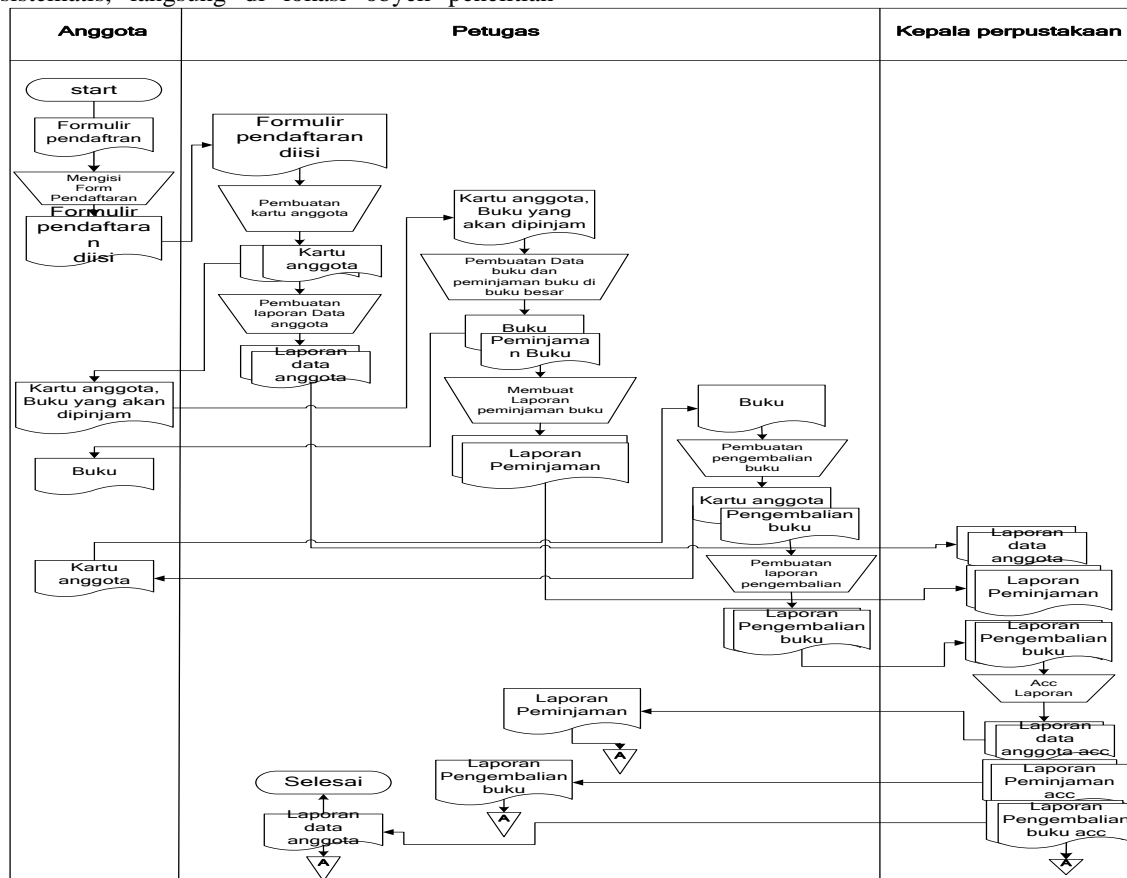 sistematis, langsung di lokasi obyek penelitian
Anggota
Petugas
Kepala perpustakaan
start
Formulir
pendaftran
Mengisi
Form
Pendaftaran
Formulir
pendaftara
n
diisi
Kartu anggota,
Buku yang akan
dipinjam
Buku
Kartu
anggota
Formulir
pendaftaran
diisi
Pembuatan
kartu anggota
Kartu
anggota
Pembuatan
laporan Data
anggota
Laporan
data
anggota
Kartu anggota,
Buku yang
akan dipinjam
Pembuatan Data
buku dan
peminjaman buku di
buku besar
Buku
Peminjama
n Buku
Membuat
Laporan
peminjaman buku
Laporan
Peminjaman
Buku
Pembuatan
pengembalian
buku
Kartu anggota
Pengembalian
buku
Pembuatan
laporan
pengembalian
Laporan
Pengembalian
buku
Laporan
data
anggota
Laporan
Peminjaman
Laporan
Pengembalian
buku
Acc
Laporan
Laporan
data
anggota acc
Laporan
Peminjaman
acc
Laporan
Pengembalian
buku acc
A
Laporan
Peminjaman
A
Laporan
Pengembalian
buku
A
Selesai
Laporan
data
anggota
A